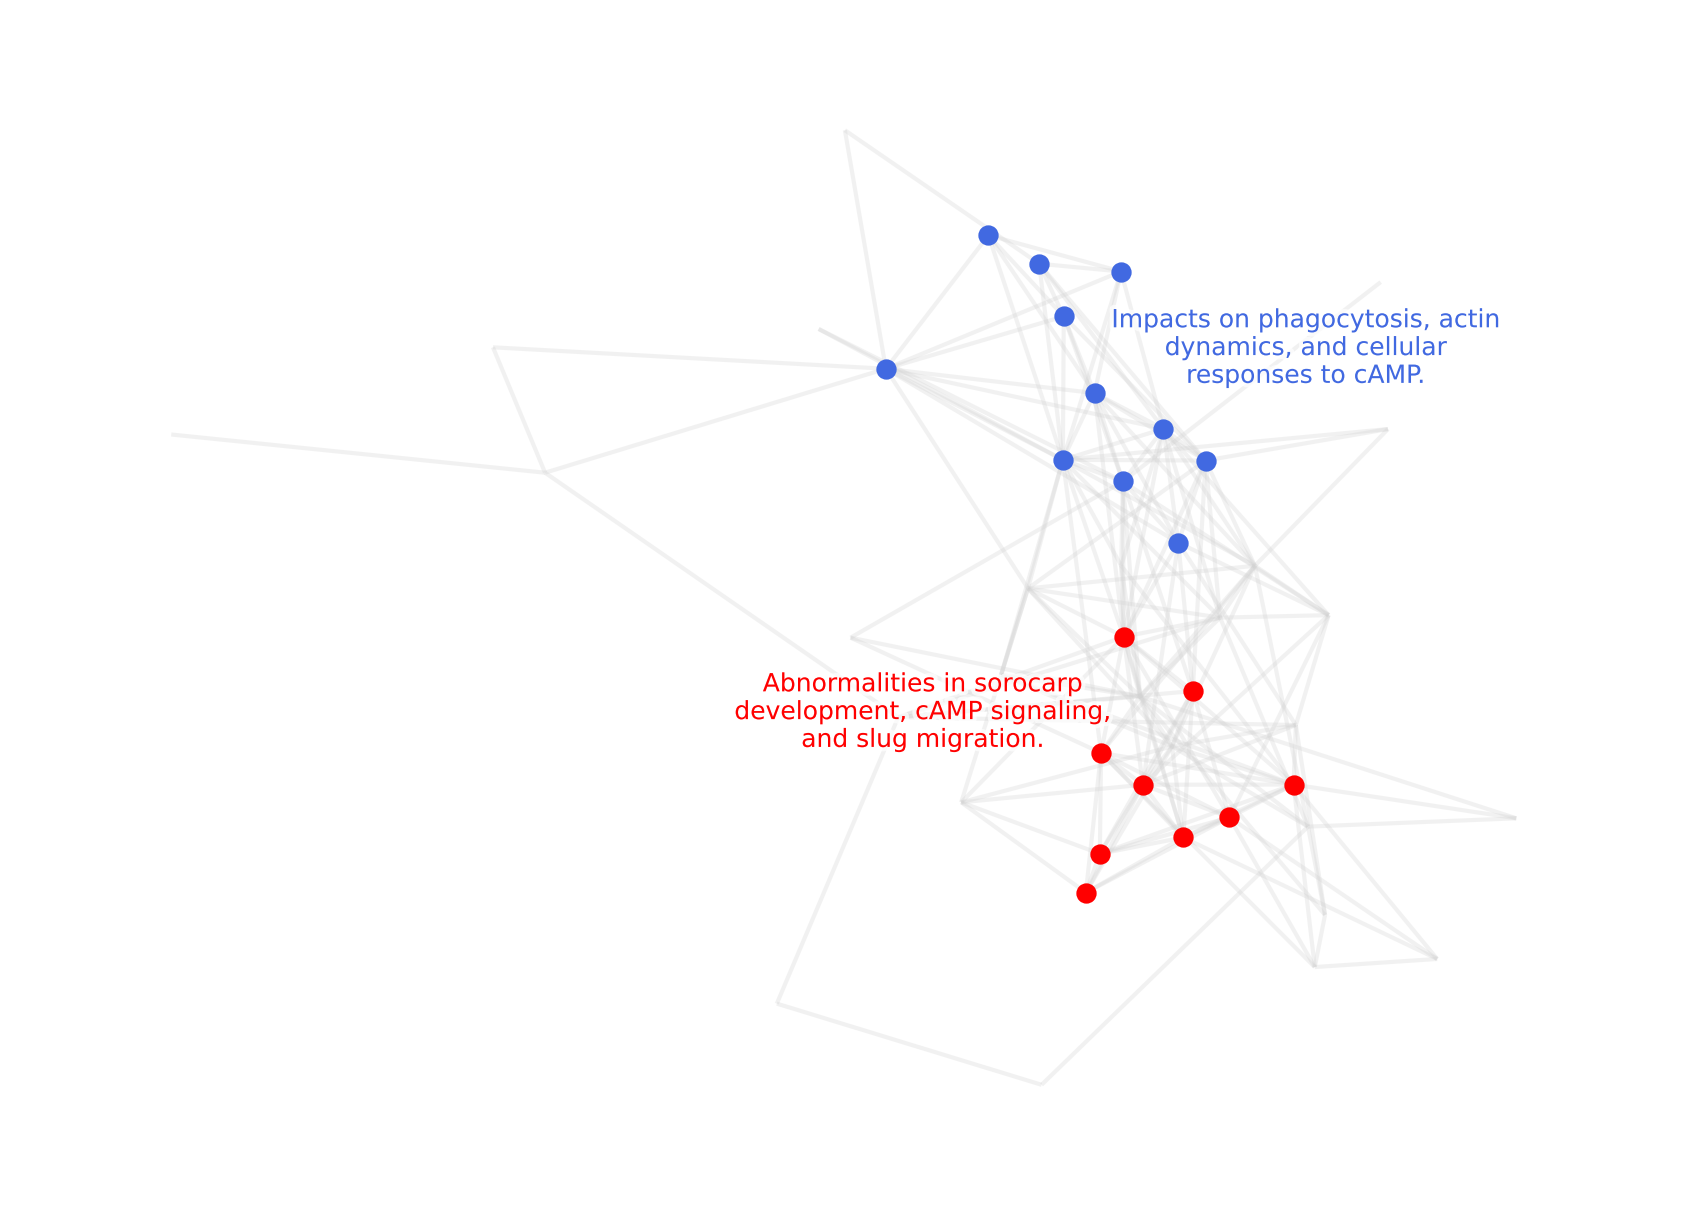 Impacts on phagocytosis, actin
dynamics, and cellular
responses to cAMP.
Abnormalities in sorocarp
development, cAMP signaling,
and slug migration.